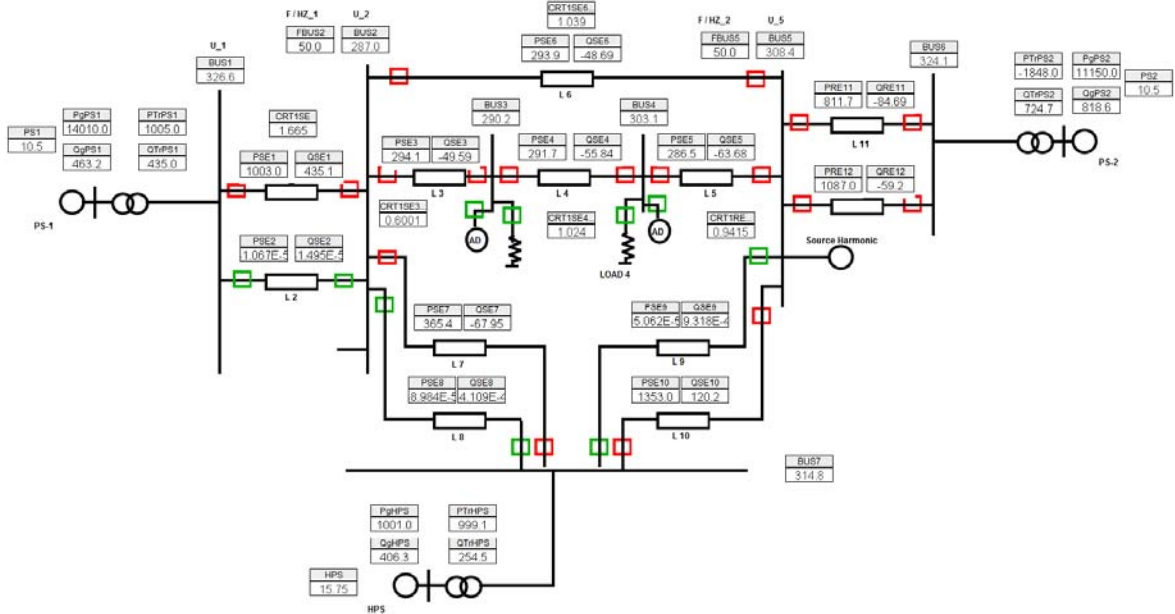 F / HZ_1
U_2
CRT1SE6...
1.039
F / HZ_2
U_5
FBUS2
50.0
BUS2
287.0
PSE6
293.9
QSE6
-48.69
FBUS5
50.0
BUS5
308.4
U_1
BUS1
326.6
BUS6
324.1
PTrPS2
-1848.0
PgPS2
11150.0
PS2
10.5
QTrPS2
724.7
QgPS2
818.6
L 6
PgPS1
14010.0
PTrPS1
1005.0
PS1
10.5
QgPS1
463.2
QTrPS1
435.0
CRT1SE
1.665
BUS3
290.2
BUS4
303.1
PRE11
811.7
QRE11
-84.69
PSE1
1003.0
QSE1
435.1
PSE3
294.1
QSE3
-49.59
PSE4
291.7
QSE4
-55.84
PSE5
286.5
QSE5
-63.68
L 11
PS-2
PRE12
1087.0
QRE12
-59.2
L 1
L 3
L 4
L 5
L 12
PS-1
CRT1SE3...
0.6001
CRT1SE4...
1.024
CRT1RE...
0.9415
AD
AD
Source Harmonic
PSE2
1.067E-5
QSE2
1.495E-5
LOAD 4
L 2
PSE7
365.4
QSE7
-67.95
PSE9
5.062E-5
QSE9
9.318E-4
L 7
L 9
PSE8
8.984E-5
QSE8
4.109E-4
PSE10
1353.0
QSE10
120.2
L 8
L 10
BUS7
314.8
PgHPS
1001.0
PTrHPS
999.1
QgHPS
406.3
QTrHPS
254.5
HPS
15.75
HPS